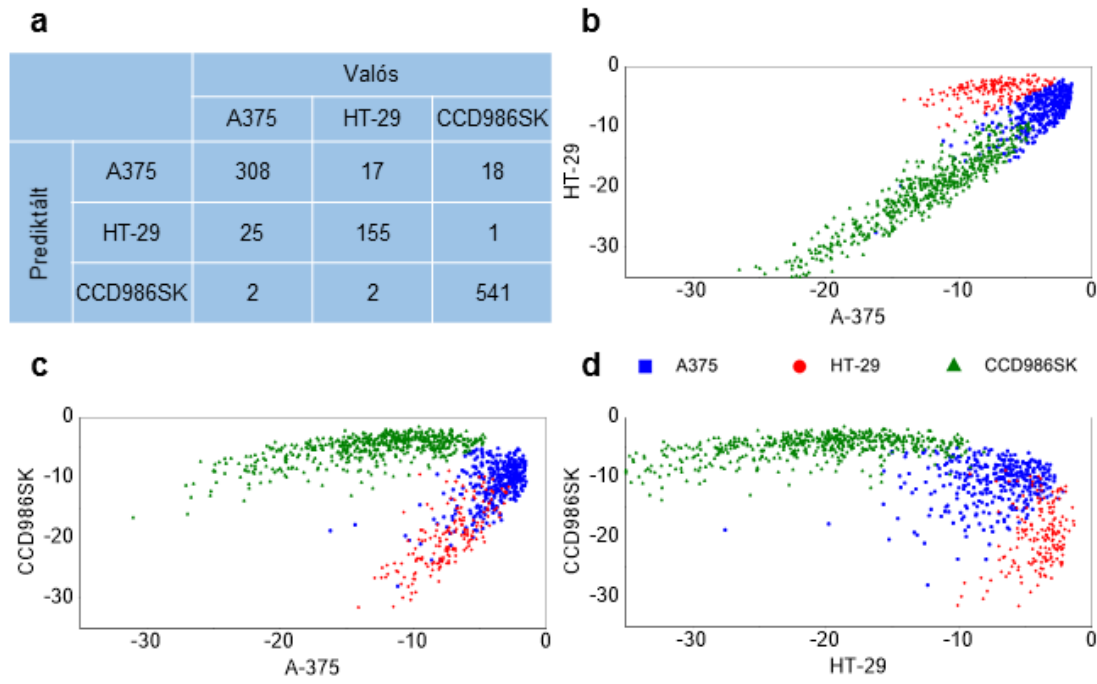 a
Valós
A375 HT-29 CCD986SK
Prediktált
A375 308 17 18
HT-29 25 155 1
CCD986SK 2 2 541
b
0
-10
-20
-30
HT-29
-30 -20 -10 0
A-375
c
0
-10
-20
-30
CCD986SK
-30 -20 -10 0
A-375
d
A375 HT-29 CCD986SK
0
-10
-20
-30
CCD986SK
-30 -20 -10 0
HT-29